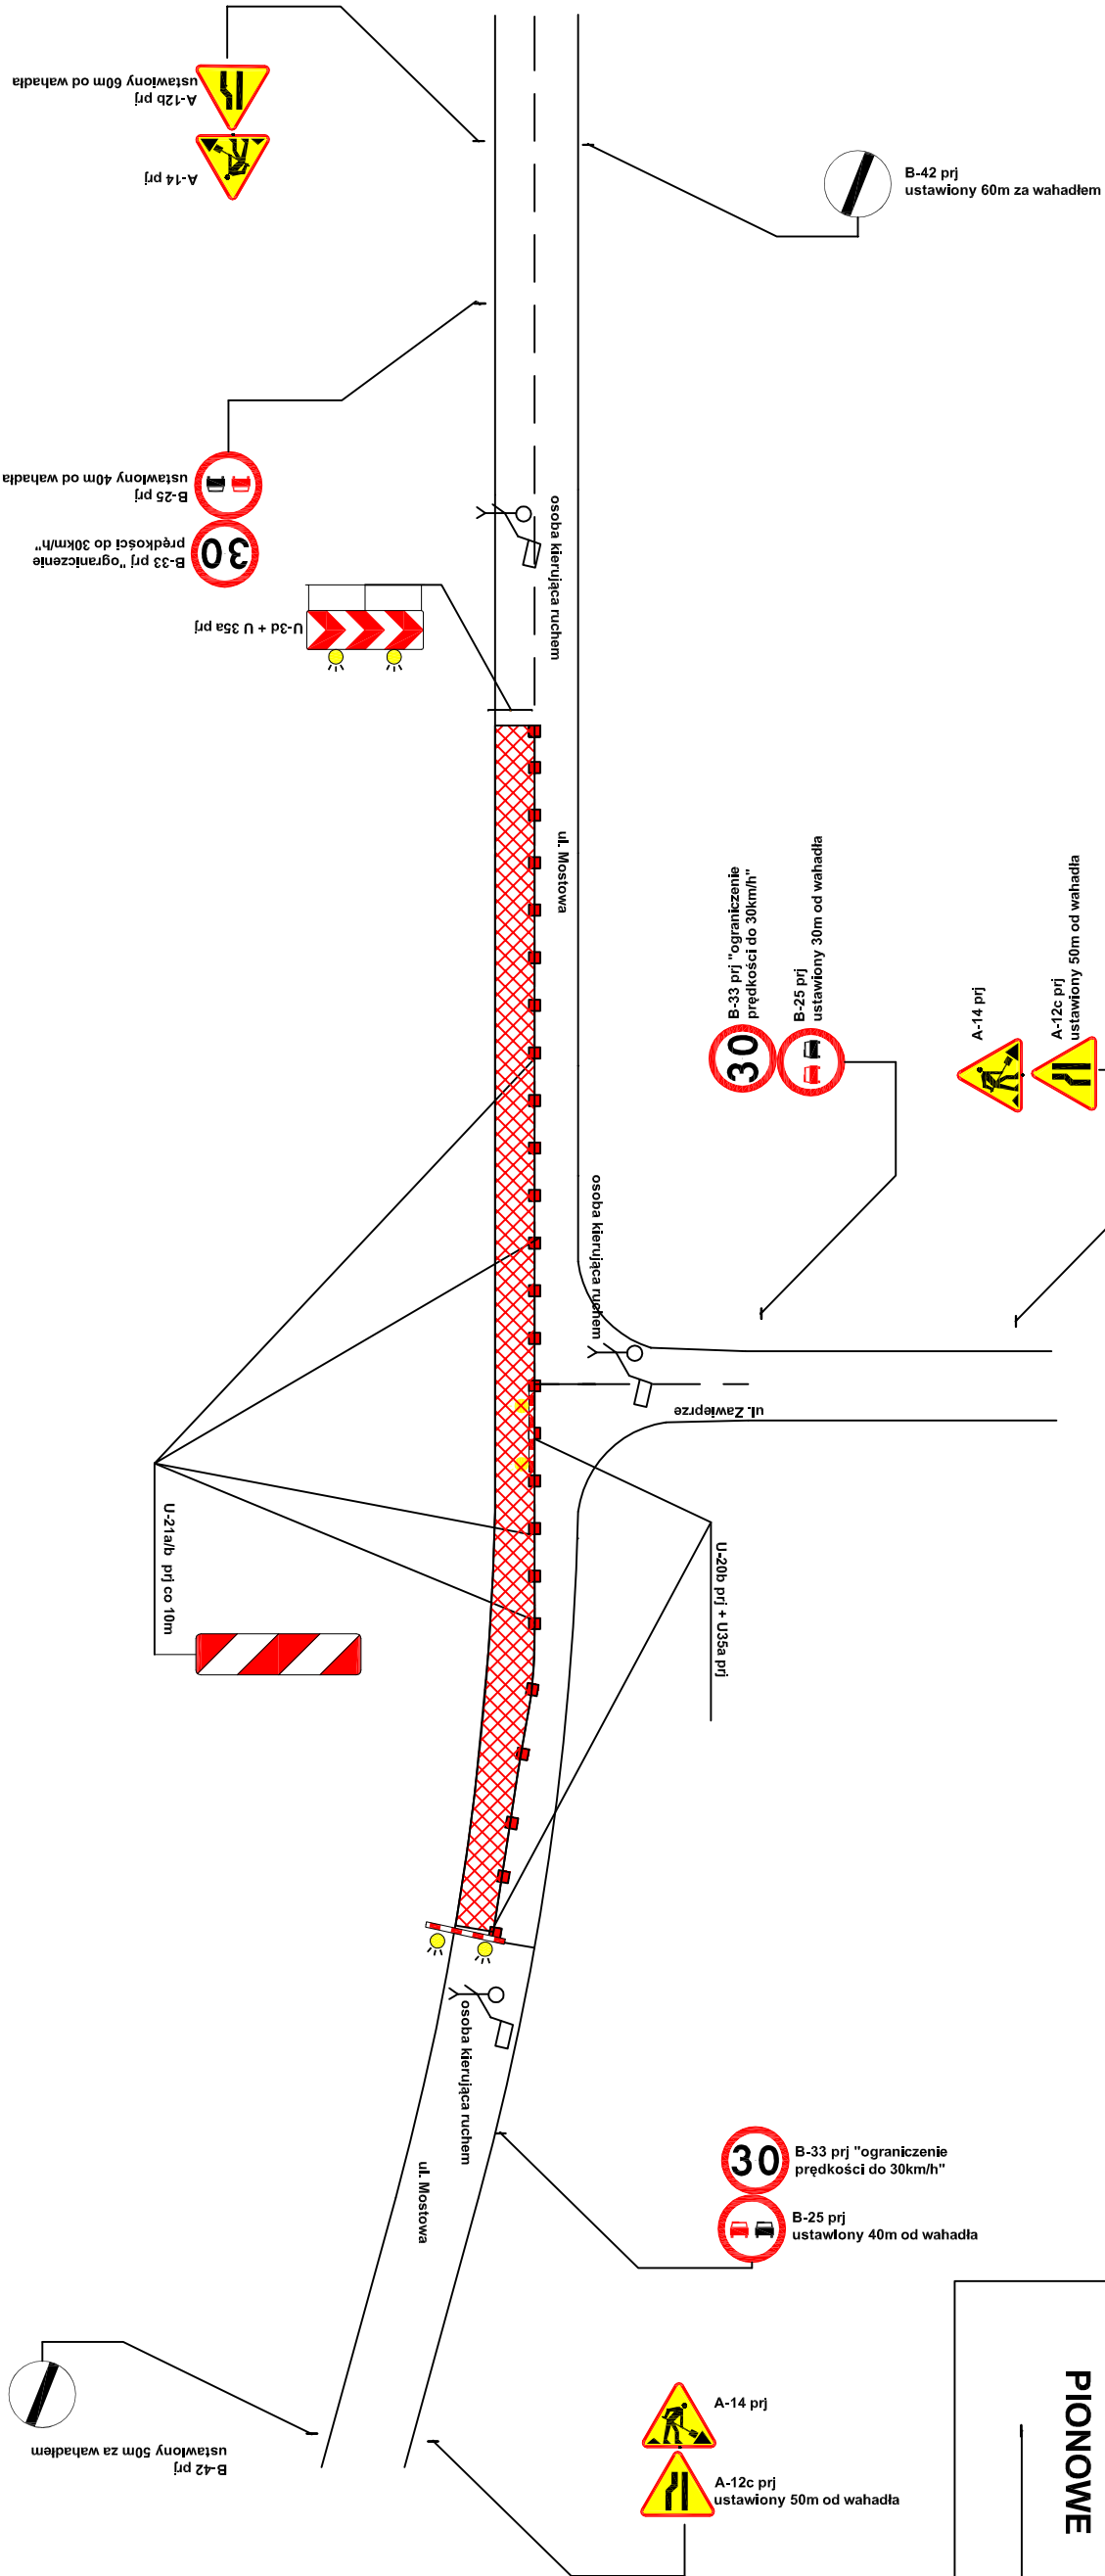 ustawiony 60m od wahadła
A-12b prj
A-14 prj
B-42 prj
ustawiony 60m za wahadłem
B-25 prj
ustawiony 40m od wahadła
30
B-33 prj "ograniczenie
prędkości do 30km/h"
U-3d + U 35a prj
osoba kierująca ruchem
ul. Mostowa
30
B-33 prj "ograniczenie
prędkości do 30km/h"
B-25 prj
ustawiony 30m od wahadła
A-14 prj
A-12c prj
ustawiony 50m od wahadła
osoba kierująca ruchem
ul. Zawieprze
U-21a/b prj co 10m
U-20b prj + U35a prj
osoba kierująca ruchem
ul. Mostowa
30
B-33 prj "ograniczenie
prędkości do 30km/h"
B-25 prj
ustawiony 40m od wahadła
B-42 prj
ustawiony 50m za wahadłem
A-14 prj
A-12c prj
ustawiony 50m od wahadła
PIONOWE